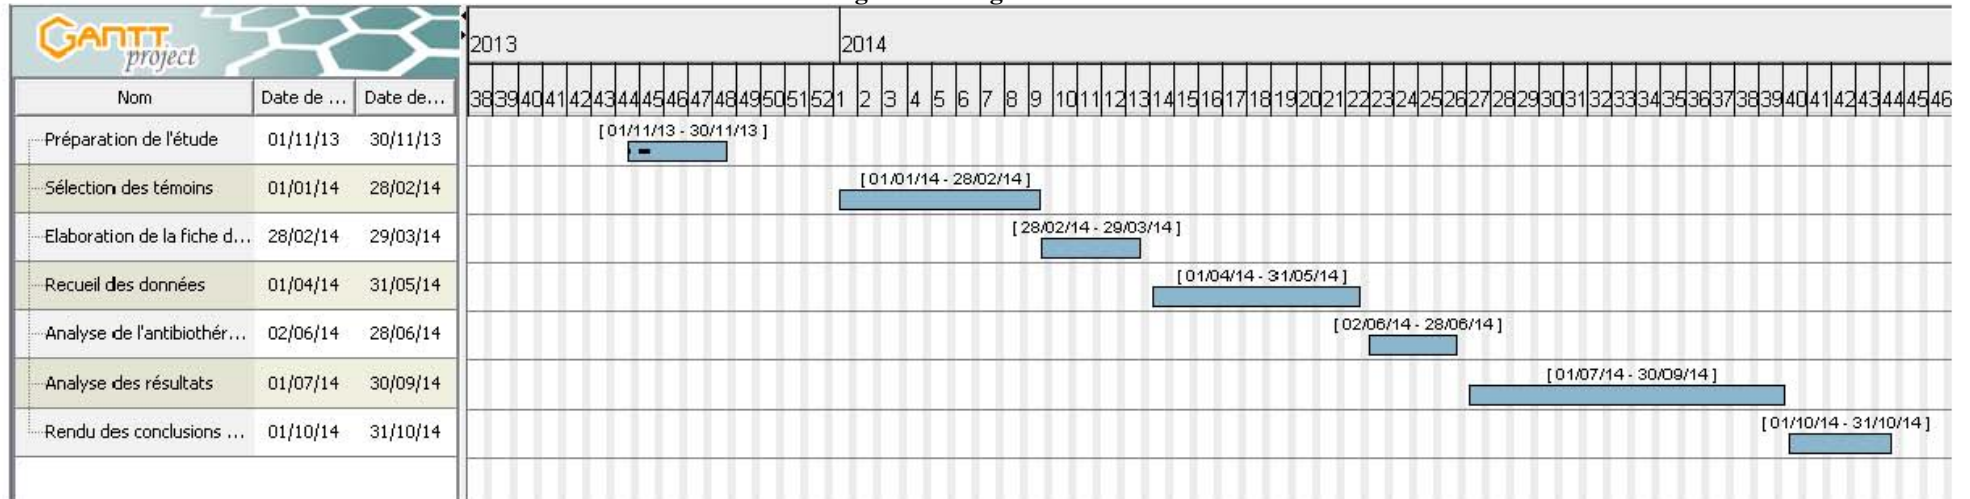 GANTT
project
2013 2014
Nom Date de ... Date de... 38 39 40 41 42 43 44 45 46 47 48 49 50 51 52 1 2 3 4 5 6 7 8 9 10 11 12 13 14 15 16 17 18 19 20 21 22 23 24 25 26 27 28 29 30 31 32 33 34 35 36 37 38 39 40 41 42 43 44 45 46
Préparation de l'étude 01/11/13 30/11/13 [ 01/11/13 - 30/11/13 ]
Sélection des témoins 01/01/14 28/02/14 [ 01/01/14 - 28/02/14 ]
Elaboration de la fiche d... 28/02/14 29/03/14 [ 28/02/14 - 29/03/14 ]
Recueil des données 01/04/14 31/05/14 [ 01/04/14 - 31/05/14 ]
Analyse de l'antibiothér... 02/06/14 28/06/14 [ 02/06/14 - 28/06/14 ]
Analyse des résultats 01/07/14 30/09/14 [ 01/07/14 - 30/09/14 ]
Rendu des conclusions ... 01/10/14 31/10/14 [ 01/10/14 - 31/10/14 ]